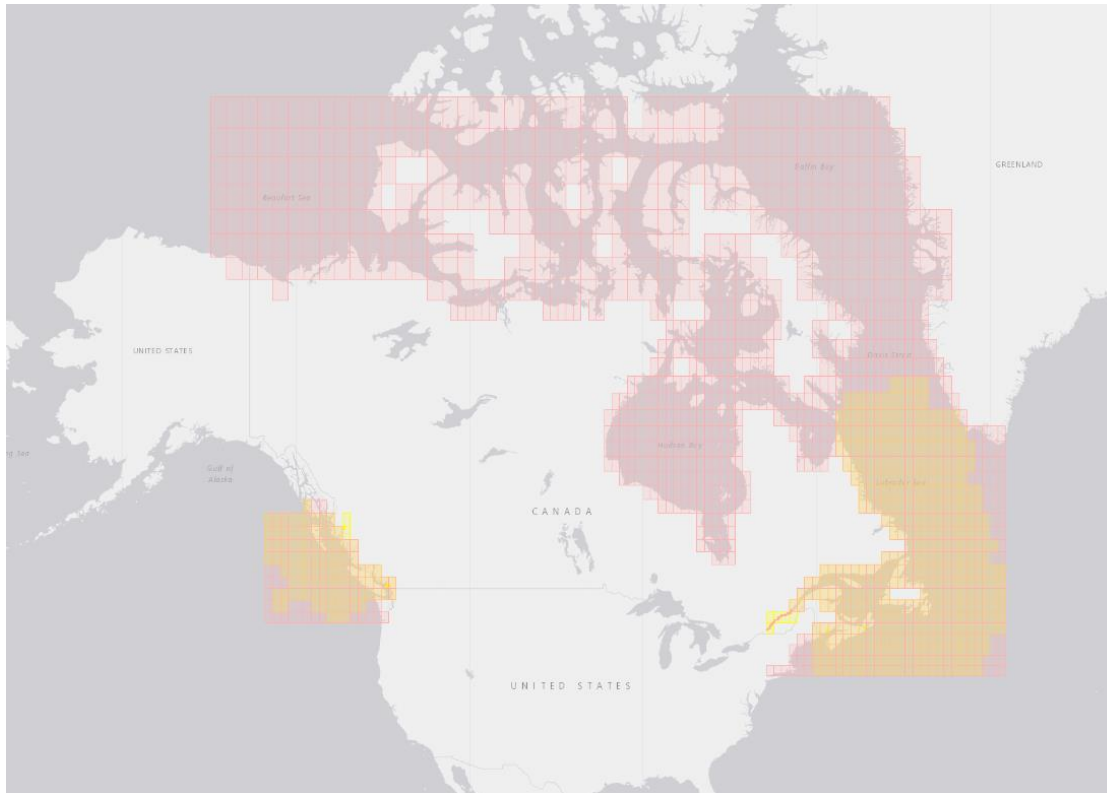 Baffin Bay
GREENLAND
Beaufort Sea
UNITED STATES
Davis Strait
Hudson Bay
Gulf of
Alaska
Labrador Sea
CANADA
UNITED STATES